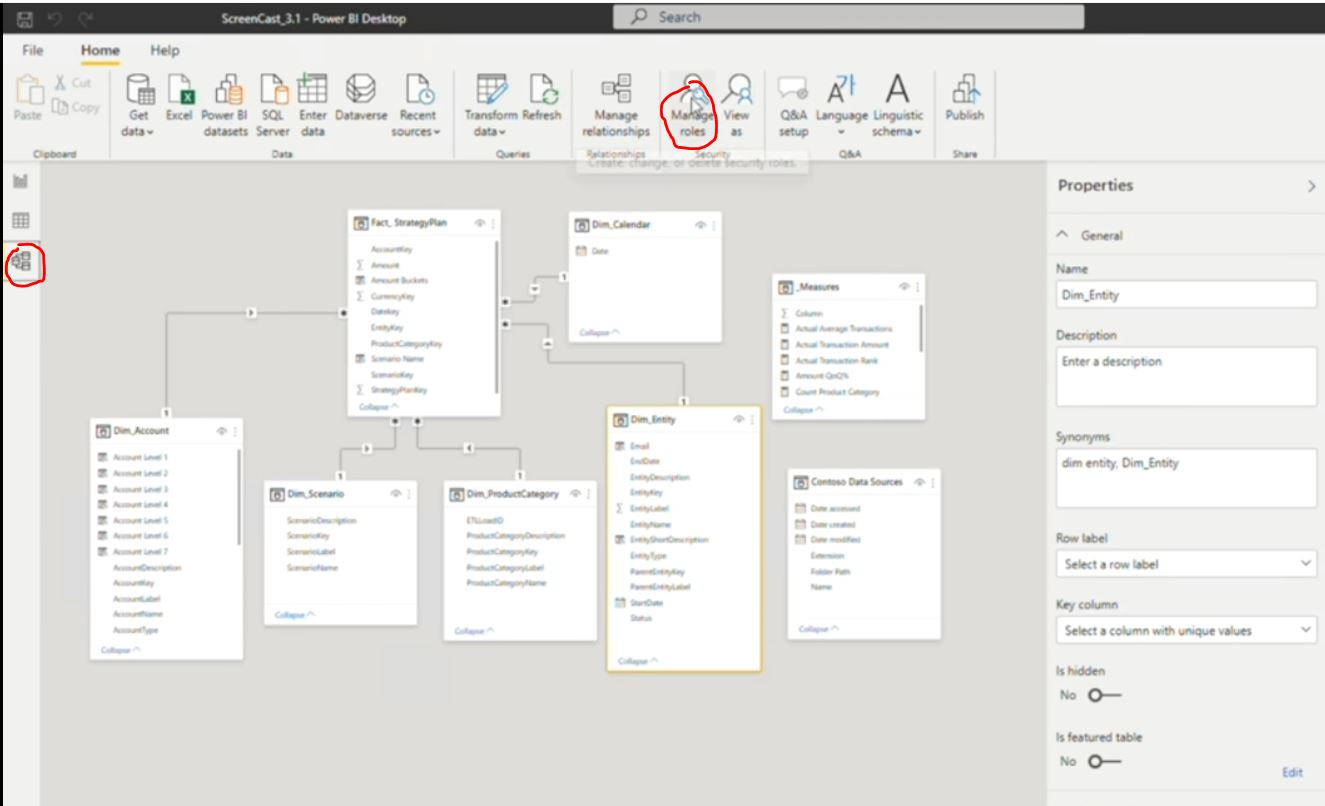 ScreenCast_3.1 - Power BI Desktop
Search
File Home Help
Paste
Cut
Copy
Get data
Excel
Power BI datasets
SQL Server
Enter data
Dataverse
Recent sources
Transform data
Refresh
Manage relationships
Manage roles
View as
Q&A setup
Language
Linguistic schema
Publish
Clipboard
Data
Queries
Relationships
Security
Q&A
Share
Create, change, or delete security roles.
Fact_ StrategyPlan
AccountKey
Amount
Amount Buckets
CurrencyKey
Datekey
EntityKey
ProductCategoryKey
Scenario Name
ScenarioKey
StrategyPlanKey
Collapse
Dim_Calendar
Date
Collapse
_Measures
Column
Actual Average Transactions
Actual Transaction Amount
Actual Transaction Rank
Amount QoQ%
Count Product Category
Collapse
1
1
1
1
1
Dim_Account
Account Level 1
Account Level 2
Account Level 3
Account Level 4
Account Level 5
Account Level 6
Account Level 7
AccountDescription
AccountKey
AccountLabel
AccountName
AccountType
Collapse
Dim_Scenario
ScenarioDescription
ScenarioKey
ScenarioLabel
ScenarioName
Collapse
Dim_ProductCategory
ETLLoadID
ProductCategoryDescription
ProductCategoryKey
ProductCategoryLabel
ProductCategoryName
Collapse
Dim_Entity
Email
EndDate
EntityDescription
EntityKey
EntityLabel
EntityName
EntityShortDescription
EntityType
ParentEntityKey
ParentEntityLabel
StartDate
Status
Collapse
Contoso Data Sources
Date accessed
Date created
Date modified
Extension
Folder Path
Name
Collapse
Properties
General
Name
Dim_Entity
Description
Enter a description
Synonyms
dim entity, Dim_Entity
Row label
Select a row label
Key column
Select a column with unique values
Is hidden
No
Is featured table
No
Edit